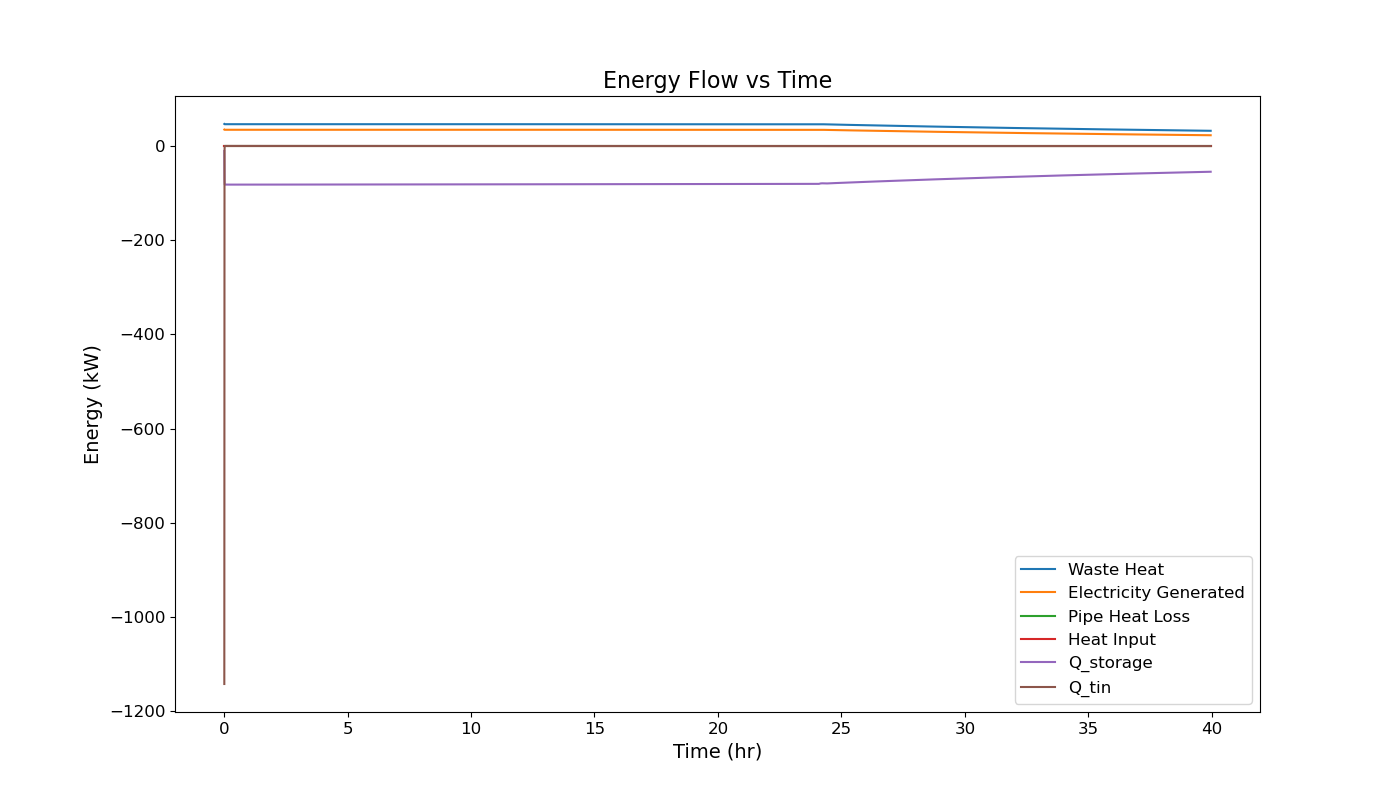 Energy Flow vs Time
Energy (kW)
0
−200
−400
−600
−800
−1000
−1200
0 5 10 15 20 25 30 35 40
Time (hr)
Waste Heat
Electricity Generated
Pipe Heat Loss
Heat Input
Q_storage
Q_tin